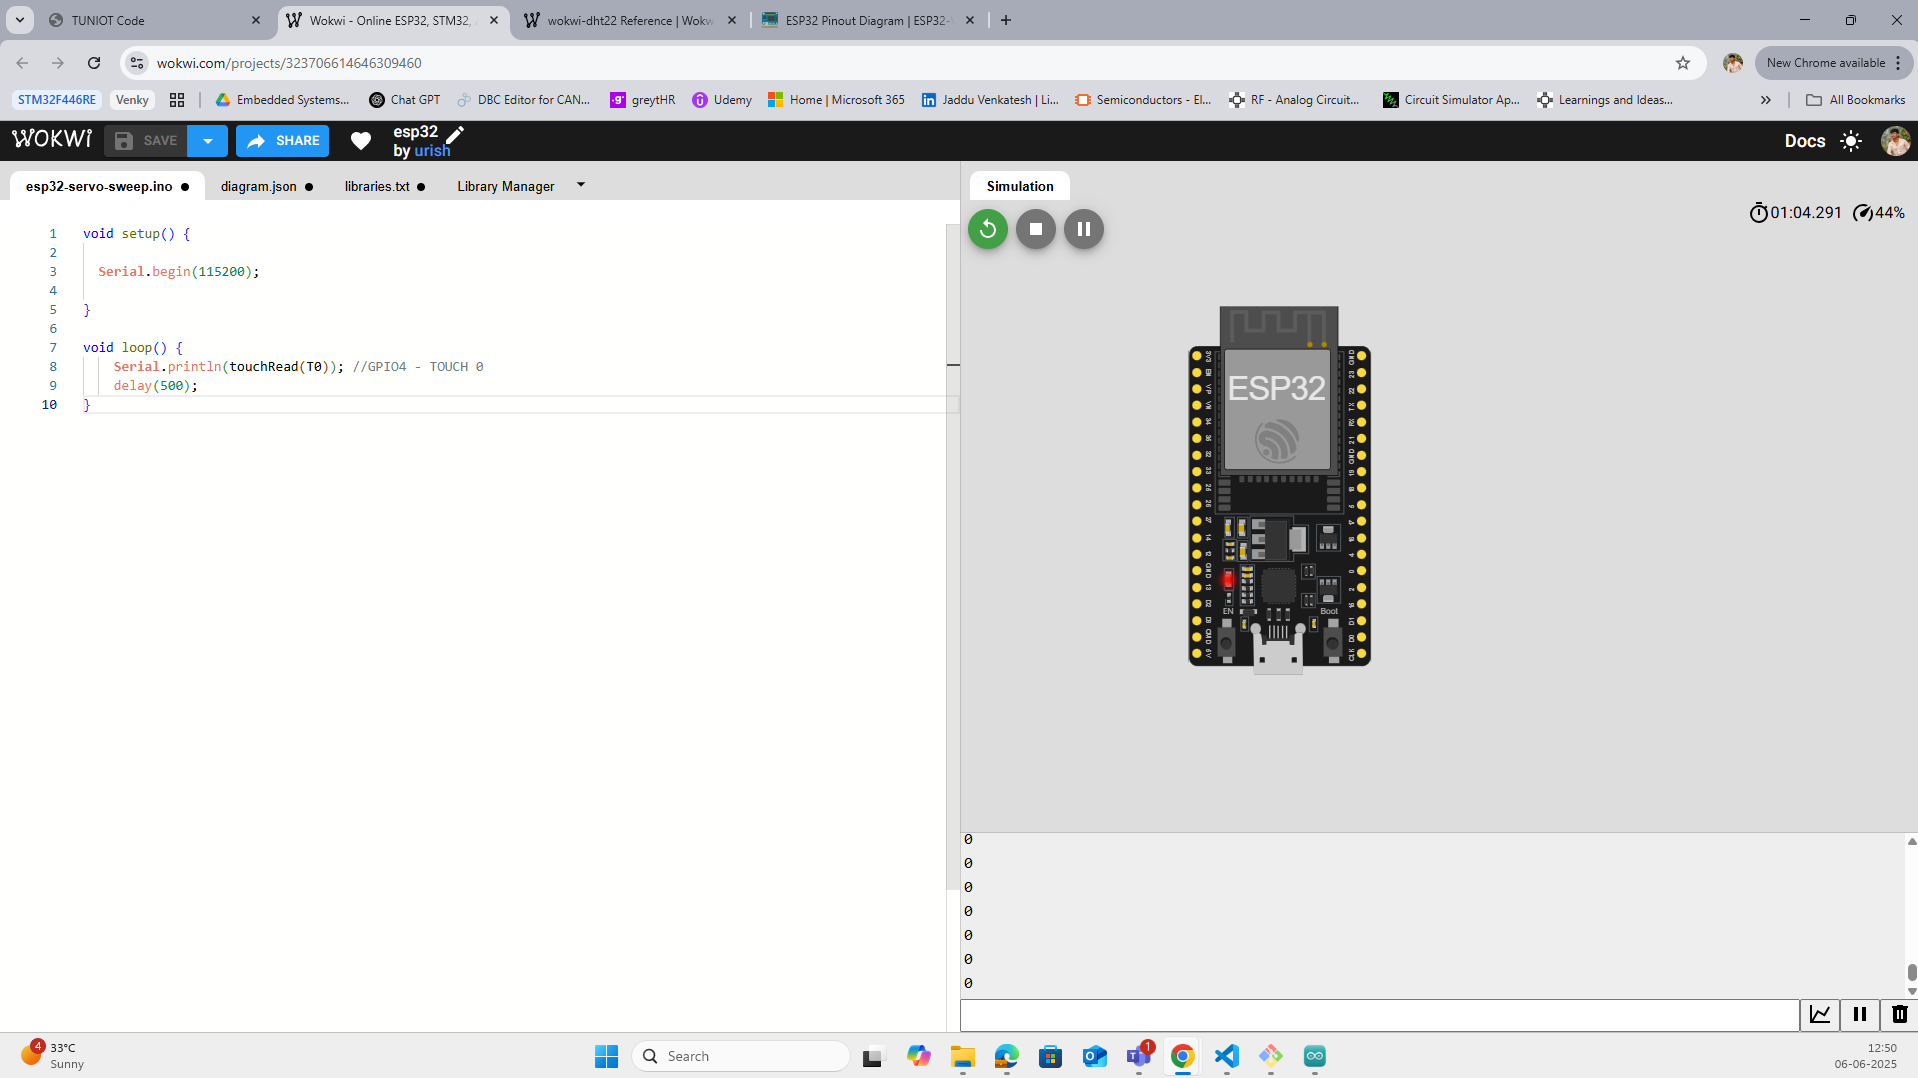 TUNIOT Code
Wokwi - Online ESP32, STM32,
wokwi-dht22 Reference | Wokw
ESP32 Pinout Diagram | ESP32-
wokwi.com/projects/323706614646309460
New Chrome available
STM32F446RE
Venky
Embedded Systems...
Chat GPT
DBC Editor for CAN...
greytHR
Udemy
Home | Microsoft 365
Jaddu Venkatesh | Li...
Semiconductors - El...
RF - Analog Circuit...
Circuit Simulator Ap...
Learnings and Ideas...
All Bookmarks
WOKWi
SAVE
SHARE
esp32
by urish
Docs
esp32-servo-sweep.ino
diagram.json
libraries.txt
Library Manager
Simulation
01:04.291
44%
1 void setup() {
2
3 Serial.begin(115200);
4
5 }
6
7 void loop() {
8 Serial.println(touchRead(T0)); //GPIO4 - TOUCH 0
9 delay(500);
10 }
ESP32
EN
Boot
0
0
0
0
0
0
0
4
33°C
Sunny
Search
1
12:50
06-06-2025